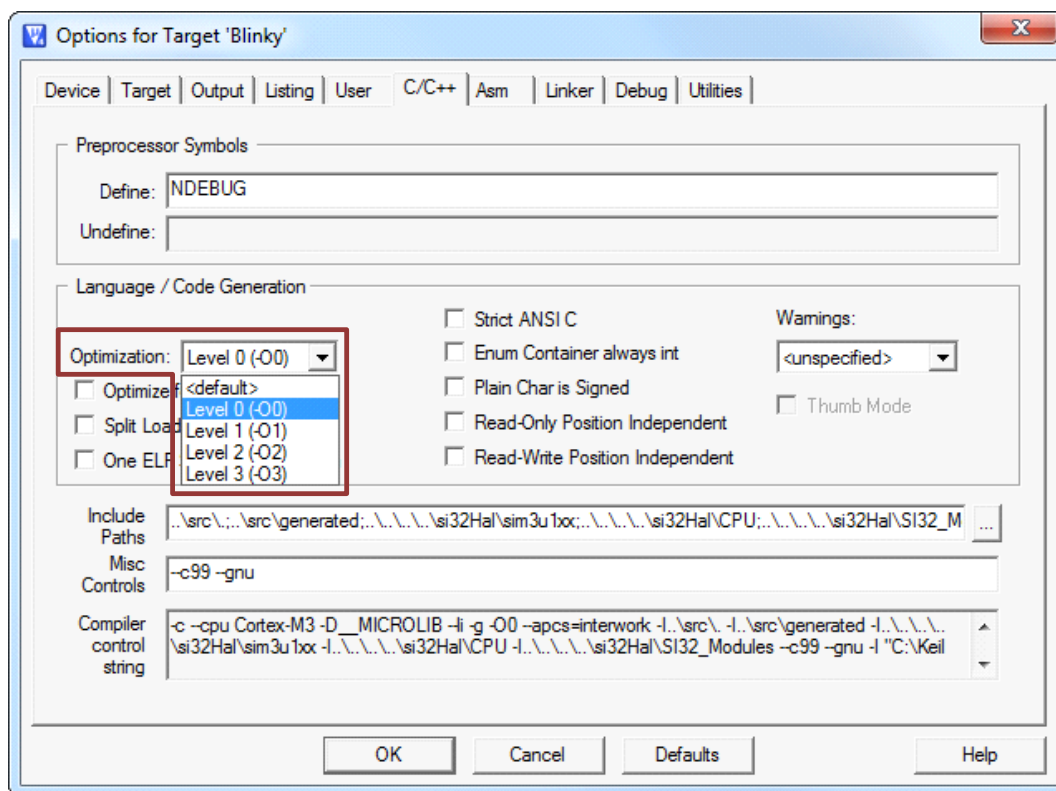 Options for Target 'Blinky'
Device Target Output Listing User C/C++ Asm Linker Debug Utilities
Preprocessor Symbols
Define: NDEBUG
Undefine:
Language / Code Generation
Optimization: Level 0 (-O0)
<default>
Level 0 (-O0)
Level 1 (-O1)
Level 2 (-O2)
Level 3 (-O3)
Optimize
Split Load
One ELF
Strict ANSI C
Enum Container always int
Plain Char is Signed
Read-Only Position Independent
Read-Write Position Independent
Warnings:
<unspecified>
Thumb Mode
Include Paths
..\src\.;..\src\generated;..\..\..\..\si32Hal\sim3u1xx;..\..\..\..\si32Hal\CPU;..\..\..\..\si32Hal\SI32_M
...
Misc Controls
--c99 --gnu
Compiler control string
-c --cpu Cortex-M3 -D__MICROLIB --li -g -O0 --apcs=interwork -I..\src\. -I..\src\generated -I..\..\..\..
\si32Hal\sim3u1xx -I..\..\..\..\si32Hal\CPU -I..\..\..\..\si32Hal\SI32_Modules --c99 --gnu -I "C:\Keil
OK Cancel Defaults Help